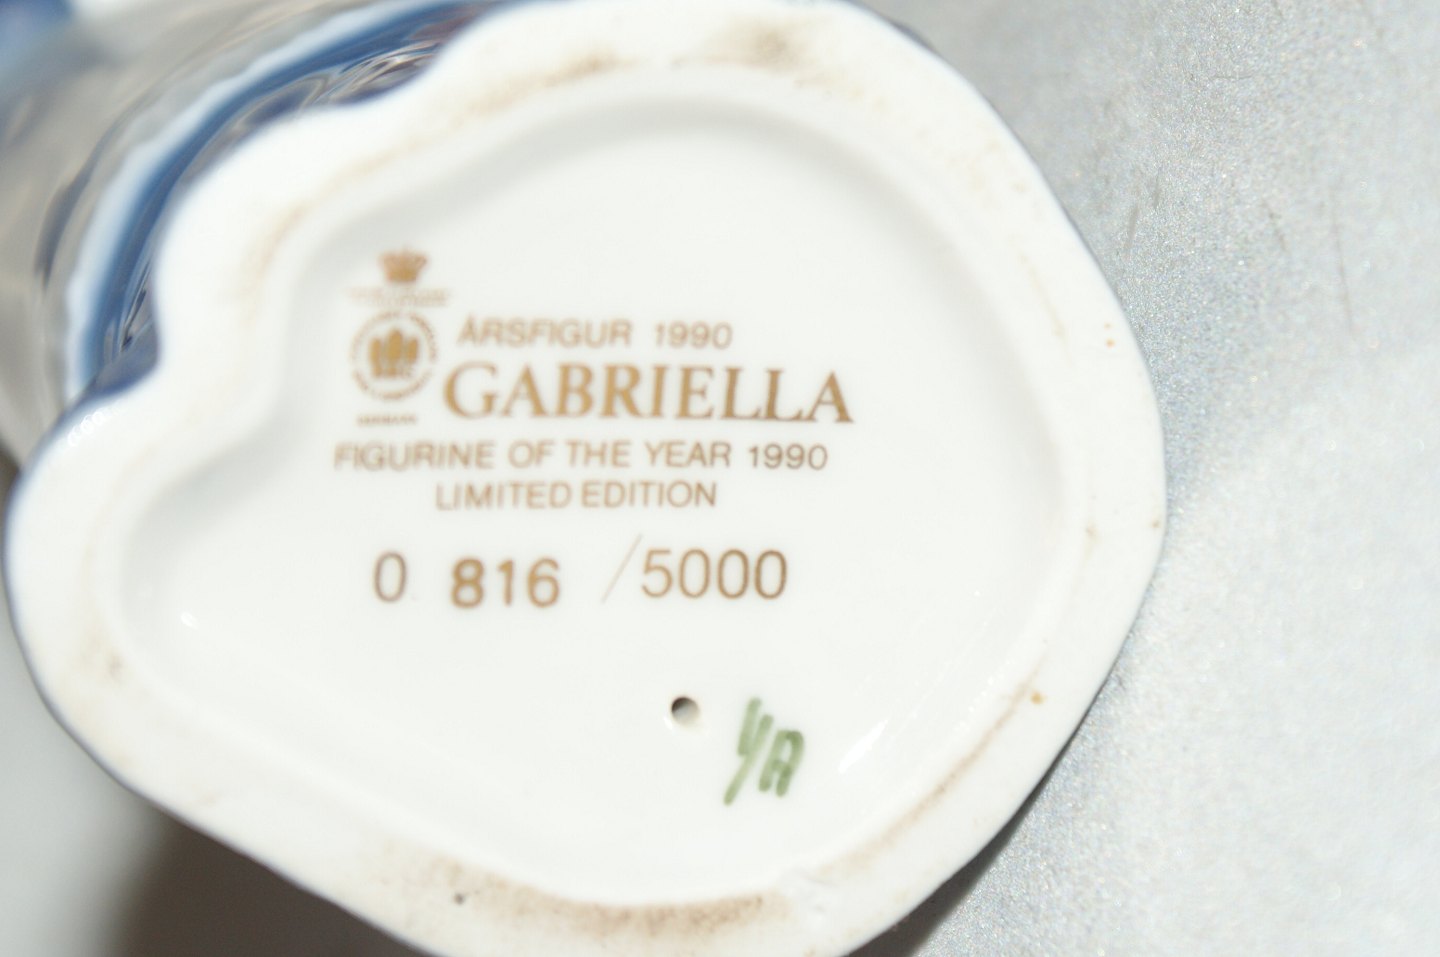 ÅRSFIGUR 1990
GABRIELLA
FIGURINE OF THE YEAR 1990
LIMITED EDITION
0 816 /5000